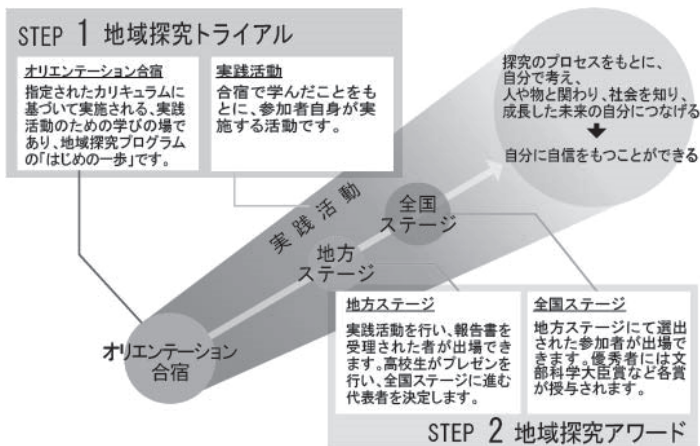 STEP 1 地域探究トライアル
オリエンテーション合宿
指定されたカリキュラムに
基づいて実施される、実践
活動のための学びの場で
あり、地域探究プログラム
の「はじめの一歩」です。
実践活動
合宿で学んだことをも
とに、参加者自身が実
施する活動です。
探究のプロセスをもとに、
自分で考え、
人や物と関わり、社会を知り、
成長した未来の自分につなげる
自分に自信をもつことができる
実践活動
全国
ステージ
地方
ステージ
オリエンテーション
合宿
地方ステージ
実践活動を行い、報告書を
受理された者が出場でき
ます。高校生がプレゼンを
行い、全国ステージに進む
代表者を決定します。
全国ステージ
地方ステージにて選出
された参加者が出場で
きます。優秀者には文
部科学大臣賞など各賞
が授与されます。
STEP 2 地域探究アワード